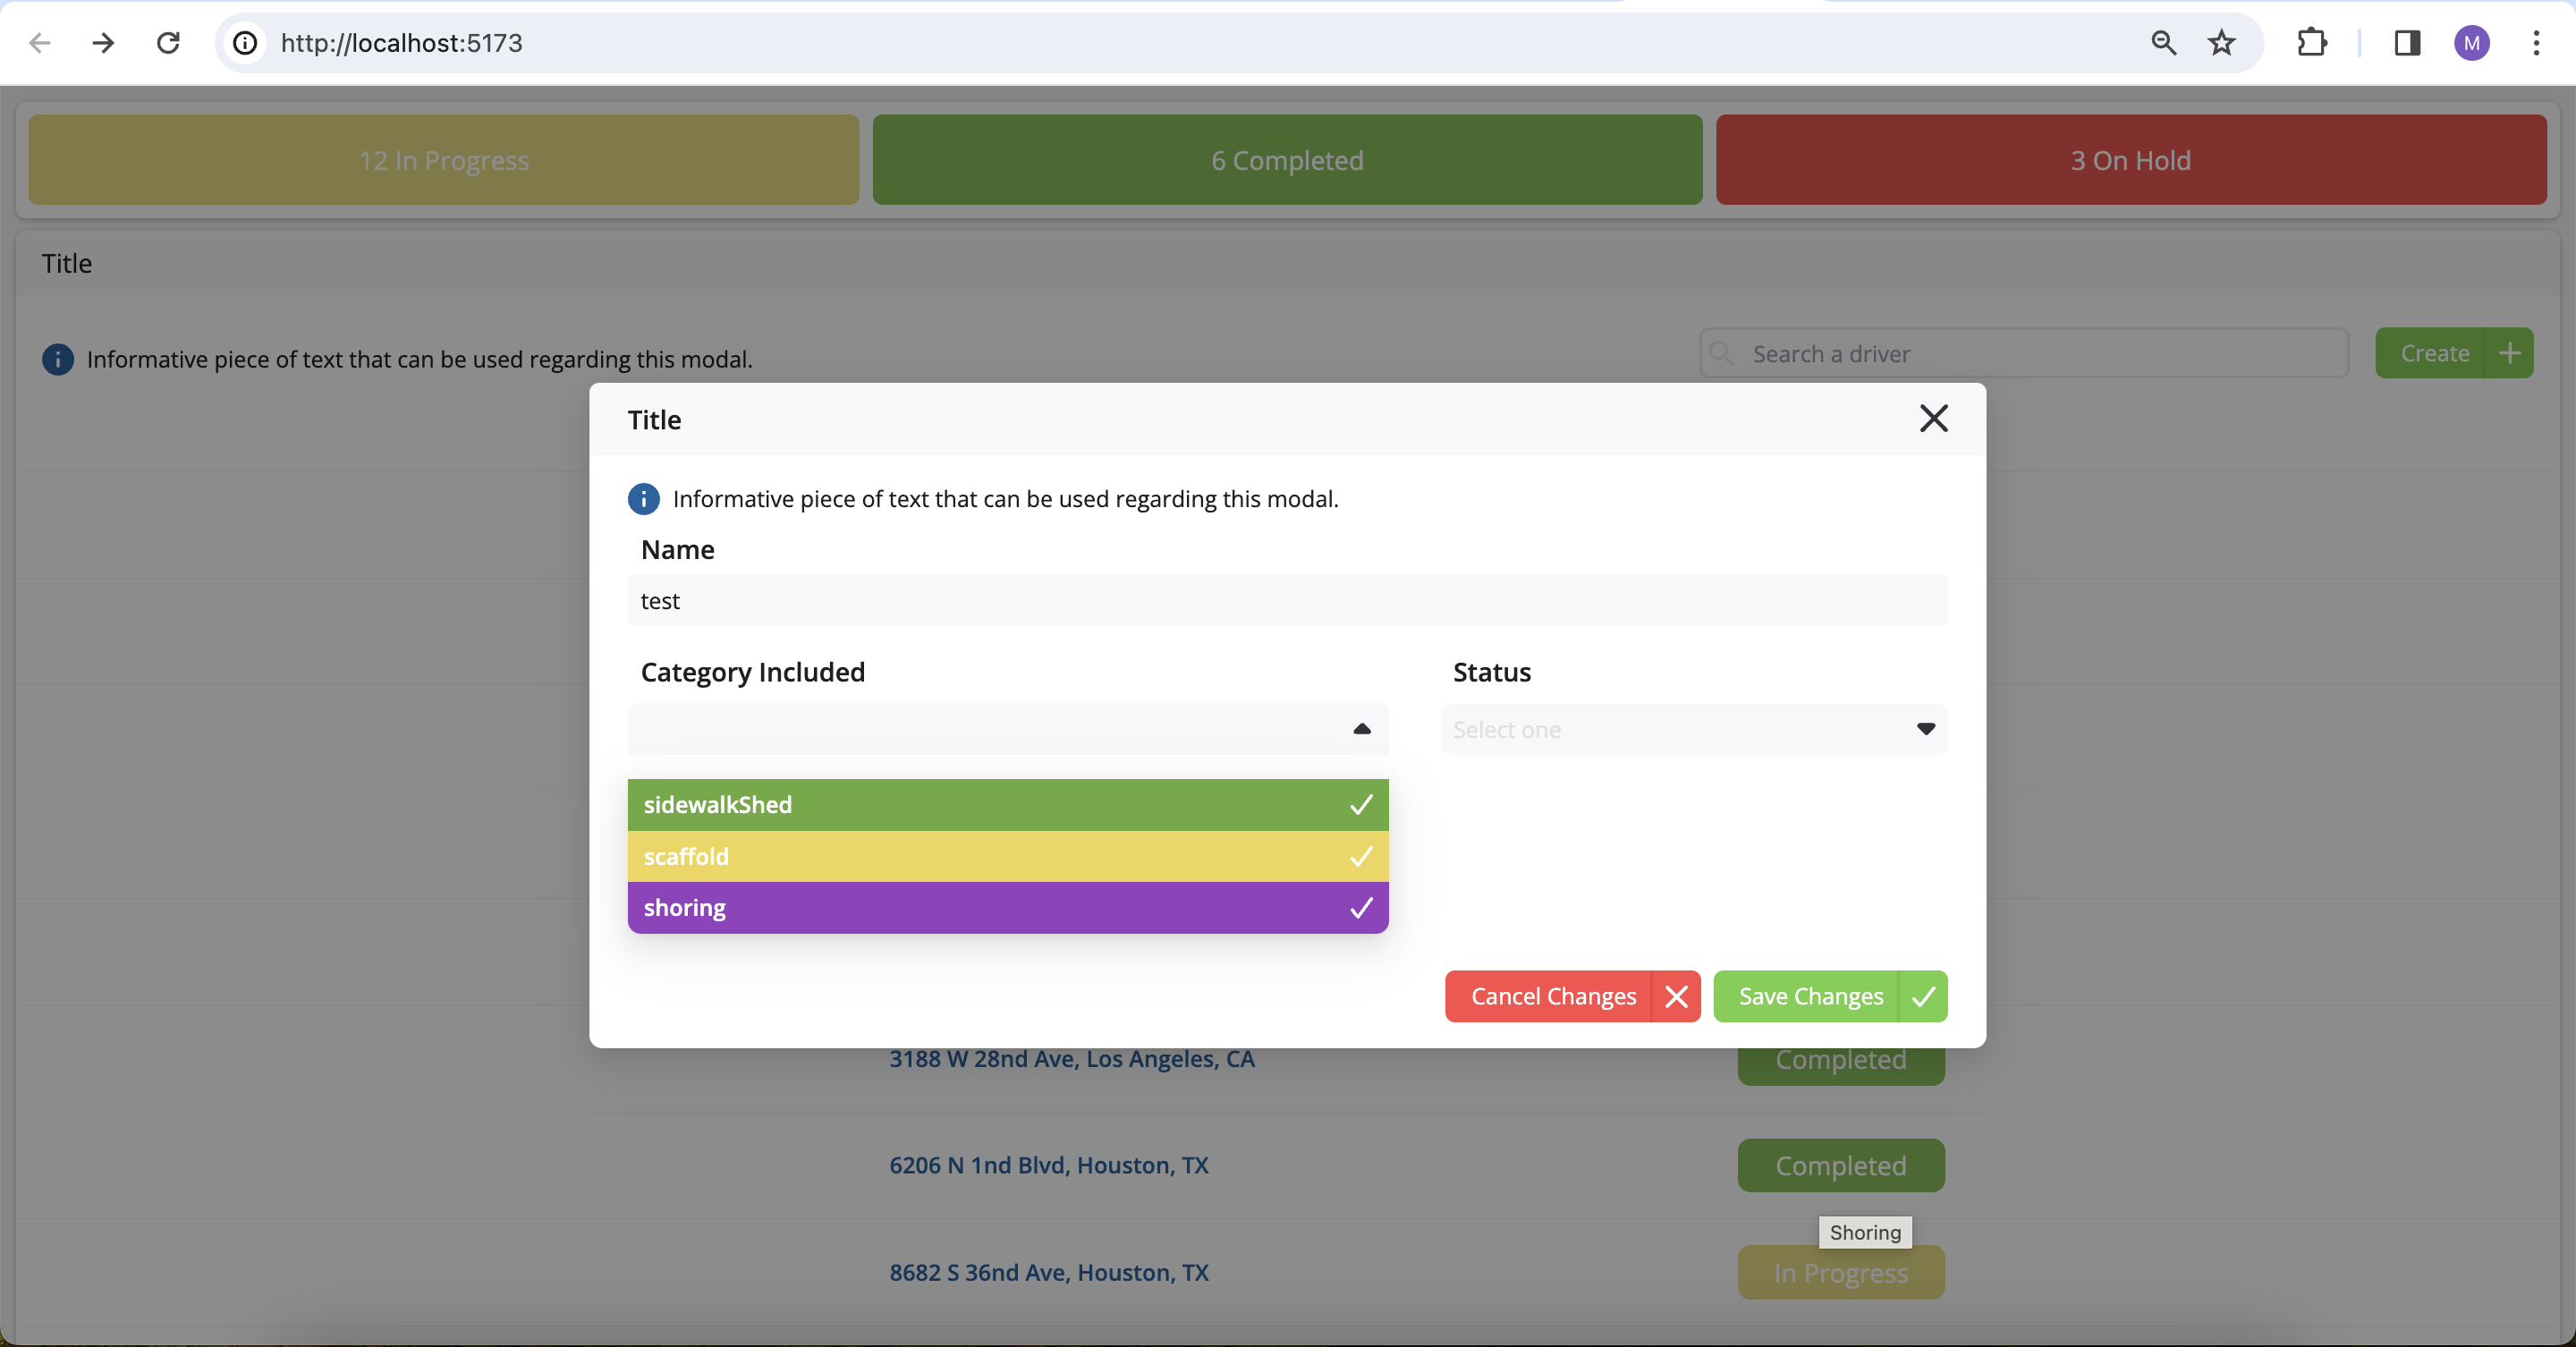 http://localhost:5173
M
12 In Progress
6 Completed
3 On Hold
Title
Informative piece of text that can be used regarding this modal.
Search a driver
Create
Title
Informative piece of text that can be used regarding this modal.
Name
test
Category Included
Status
Select one
sidewalkShed
scaffold
shoring
Cancel Changes
Save Changes
3188 W 28nd Ave, Los Angeles, CA
Completed
6206 N 1nd Blvd, Houston, TX
Completed
Shoring
8682 S 36nd Ave, Houston, TX
In Progress